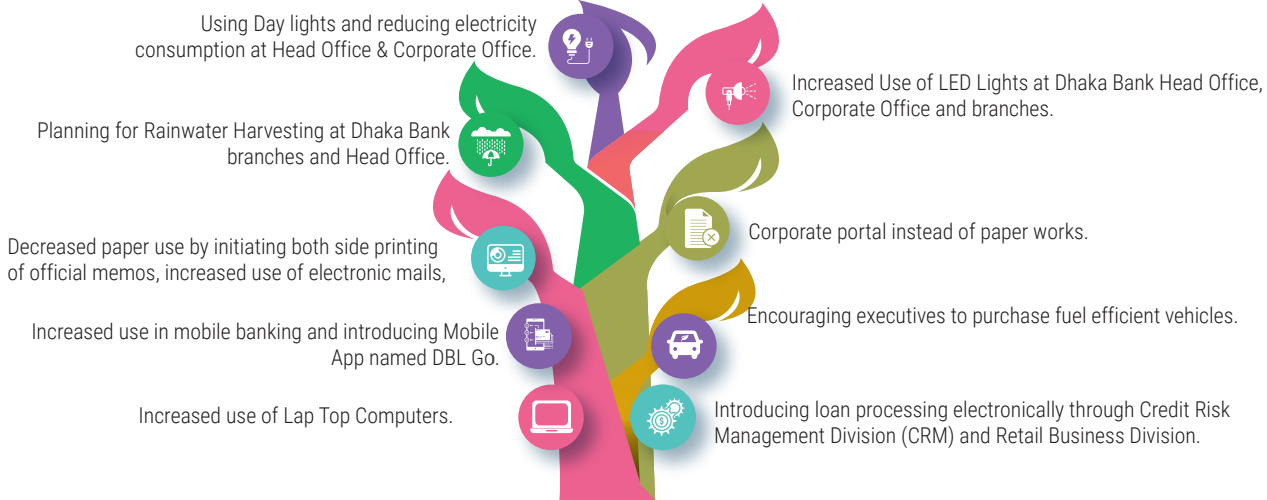 Using Day lights and reducing electricity
consumption at Head Office & Corporate Office.
Increased Use of LED Lights at Dhaka Bank Head Office,
Corporate Office and branches.
Planning for Rainwater Harvesting at Dhaka Bank
branches and Head Office.
Corporate portal instead of paper works.
Decreased paper use by initiating both side printing
of official memos, increased use of electronic mails,
Encouraging executives to purchase fuel efficient vehicles.
Increased use in mobile banking and introducing Mobile
App named DBL Go.
Increased use of Lap Top Computers.
Introducing loan processing electronically through Credit Risk
Management Division (CRM) and Retail Business Division.